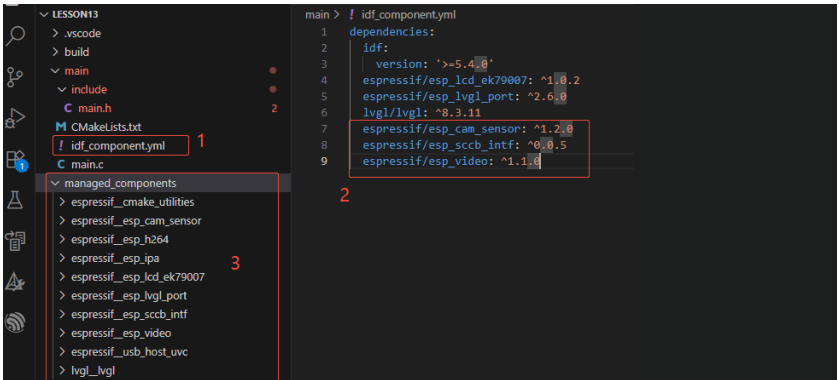 LESSON13
.vscode
build
main
include
C main.h 2
M CMakeLists.txt
! idf_component.yml 1
C main.c
managed_components
espressif__cmake_utilities
espressif__esp_cam_sensor
espressif__esp_h264
espressif__esp_ipa
3
espressif__esp_lcd_ek79007
espressif__esp_lvgl_port
espressif__esp_sccb_intf
espressif__esp_video
espressif__usb_host_uvc
lvgl__lvgl
1
main > ! idf_component.yml
1 dependencies:
2 idf:
3 version: '>=5.4.0'
4 espressif/esp_lcd_ek79007: ^1.0.2
5 espressif/esp_lvgl_port: ^2.6.0
6 lvgl/lvgl: ^8.3.11
7 espressif/esp_cam_sensor: ^1.2.0
8 espressif/esp_sccb_intf: ^0.0.5
9 espressif/esp_video: ^1.1.0
2